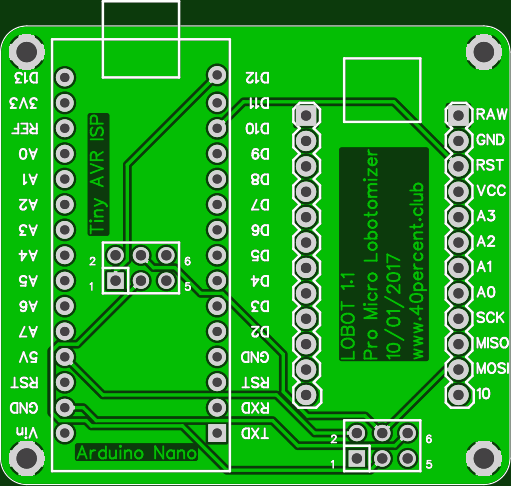 D13
3V3
REF
A0
A1
A2
A3
A4
A5
A6
A7
5V
RST
GND
Vin
Tiny AVR ISP
2 6
1 5
Arduino Nano
D12
D11
D10
D9
D8
D7
D6
D5
D4
D3
D2
GND
RST
RXD
TXD
LOBOT 1.1
Pro Micro Lobotomizer
10/01/2017
www.40percent.club
RAW
GND
RST
VCC
A3
A2
A1
A0
SCK
MISO
MOSI
10
2 6
1 5